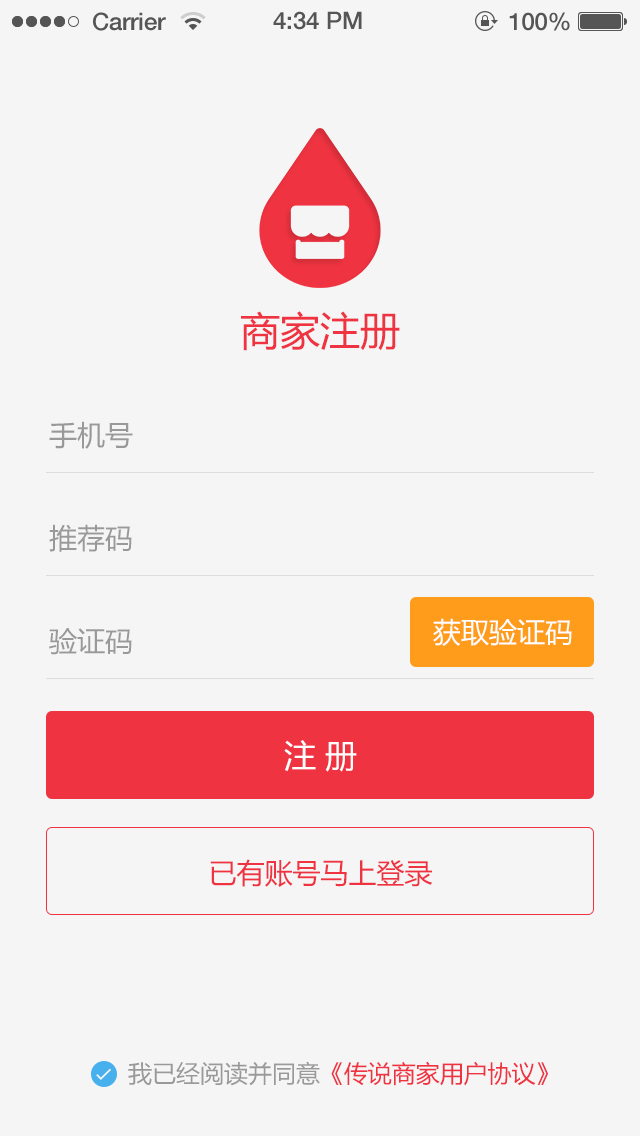 Carrier 4:34 PM 100%
商家注册
手机号
推荐码
验证码 获取验证码
注 册
已有账号马上登录
我已经阅读并同意《传说商家用户协议》